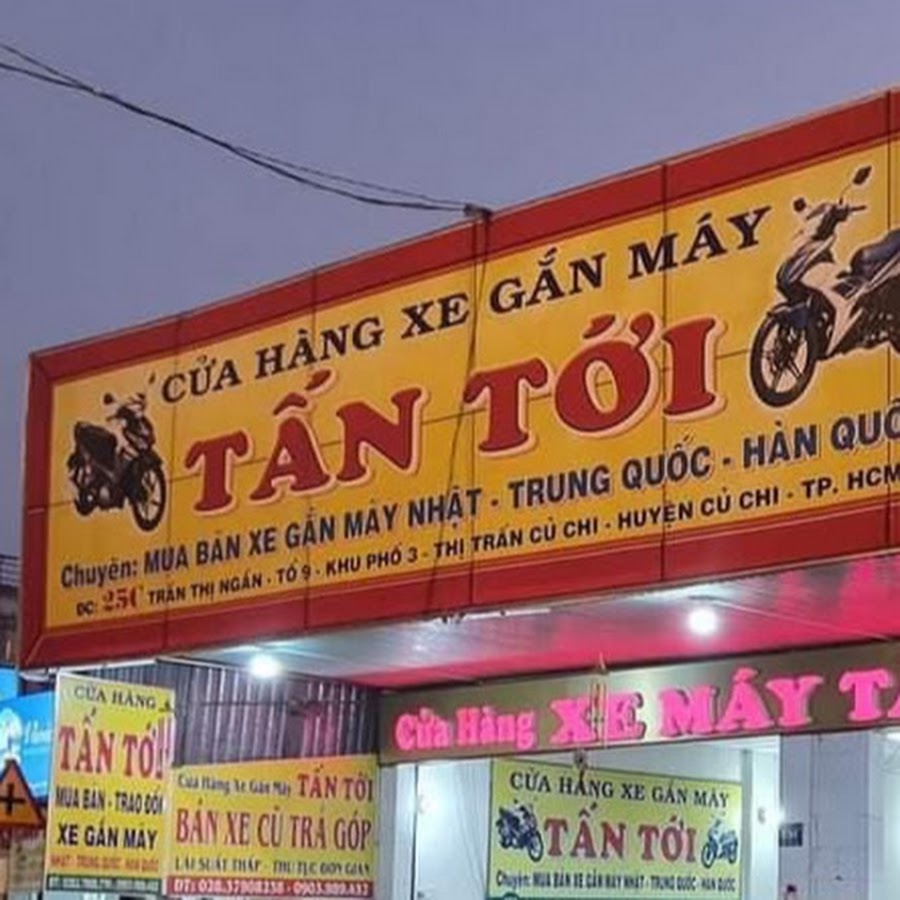 CỬA HÀNG XE GẮN MÁY
TẤN TỚI
Chuyên: MUA BÁN XE GẮN MÁY NHẬT - TRUNG QUỐC - HÀN QUỐ
ĐC: 25C TRẦN THỊ NGẦN - TỔ 9 - KHU PHỐ 3 - THỊ TRẤN CỦ CHI - HUYỆN CỦ CHI - TP. HCM
Cửa Hàng XE MÁY TẤ
CỬA HÀNG
TẤN TỚI
MUA BÁN - TRAO ĐỔI
XE GẮN MÁY
NHẬT - TRUNG QUỐC - HÀN QUỐC
Cửa Hàng Xe Gắn Máy TẤN TỚI
BÁN XE CŨ TRẢ GÓP
LÃI SUẤT THẤP - THỦ TỤC ĐƠN GIẢN
ĐT: 028.37908238 - 0903.989.432
CỬA HÀNG XE GẮN MÁY
TẤN TỚI
Chuyên: MUA BÁN XE GẮN MÁY NHẬT - TRUNG QUỐC - HÀN QUỐC